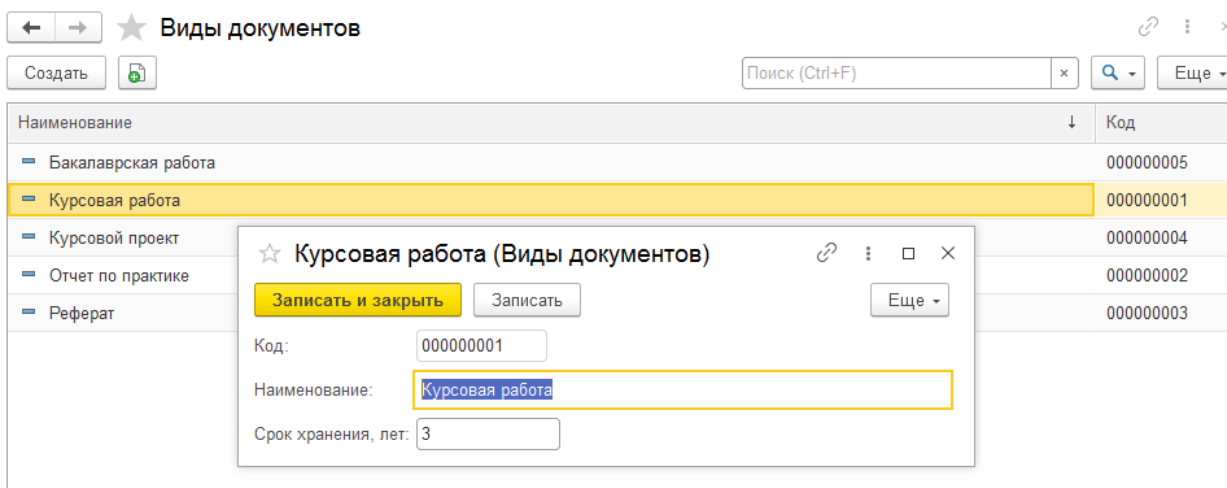 Виды документов
Создать
Поиск (Ctrl+F)
×
Еще
Наименование
Код
Бакалаврская работа 000000005
Курсовая работа 000000001
Курсовой проект 000000004
Отчет по практике 000000002
Реферат 000000003
Курсовая работа (Виды документов)
Записать и закрыть Записать Еще
Код: 000000001
Наименование: Курсовая работа
Срок хранения, лет: 3